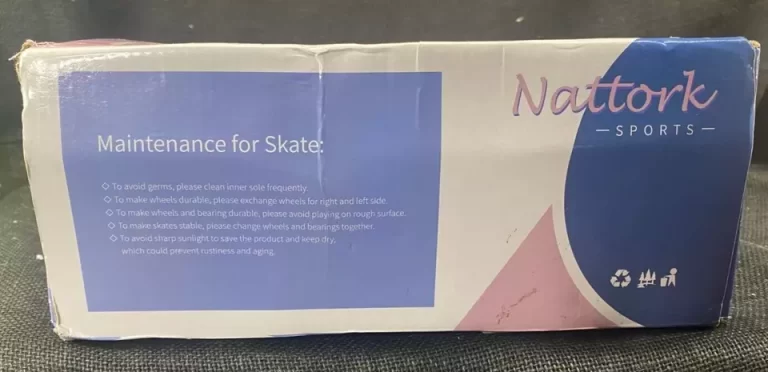 Nattork
— SPORTS —
Maintenance for Skate:
◇ To avoid germs, please clean inner sole frequently.
◇ To make wheels durable, please exchange wheels for right and left side.
◇ To make wheels and bearing durable, please avoid playing on rough surface.
◇ To make skates stable, please change wheels and bearings together.
◇ To avoid sharp sunlight to save the product and keep dry,
which could prevent rustiness and aging.